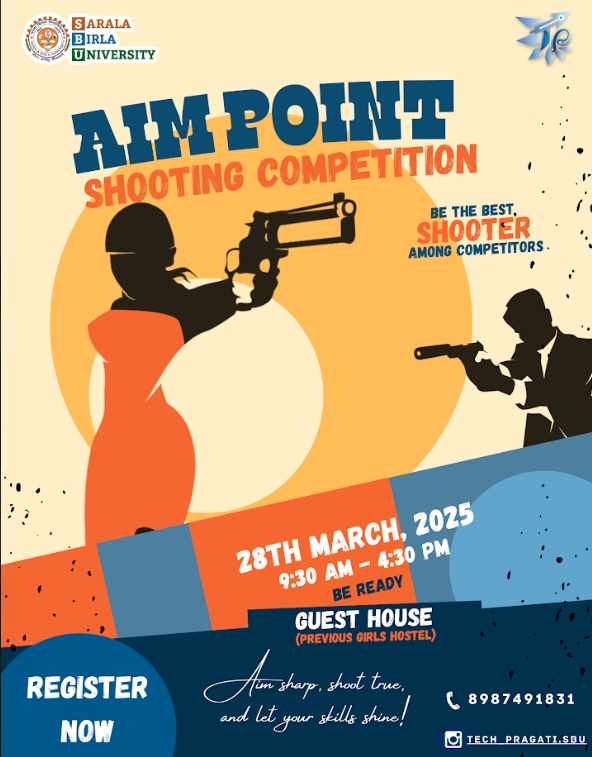 SARALA
BIRLA
UNIVERSITY
AIM POINT
SHOOTING COMPETITION
BE THE BEST,
SHOOTER
AMONG COMPETITORS
28TH MARCH, 2025
9:30 AM – 4:30 PM
BE READY
GUEST HOUSE
(PREVIOUS GIRLS HOSTEL)
REGISTER
NOW
Aim sharp, shoot true,
and let your skills shine!
8987491831
TECH_PRAGATI.SBU